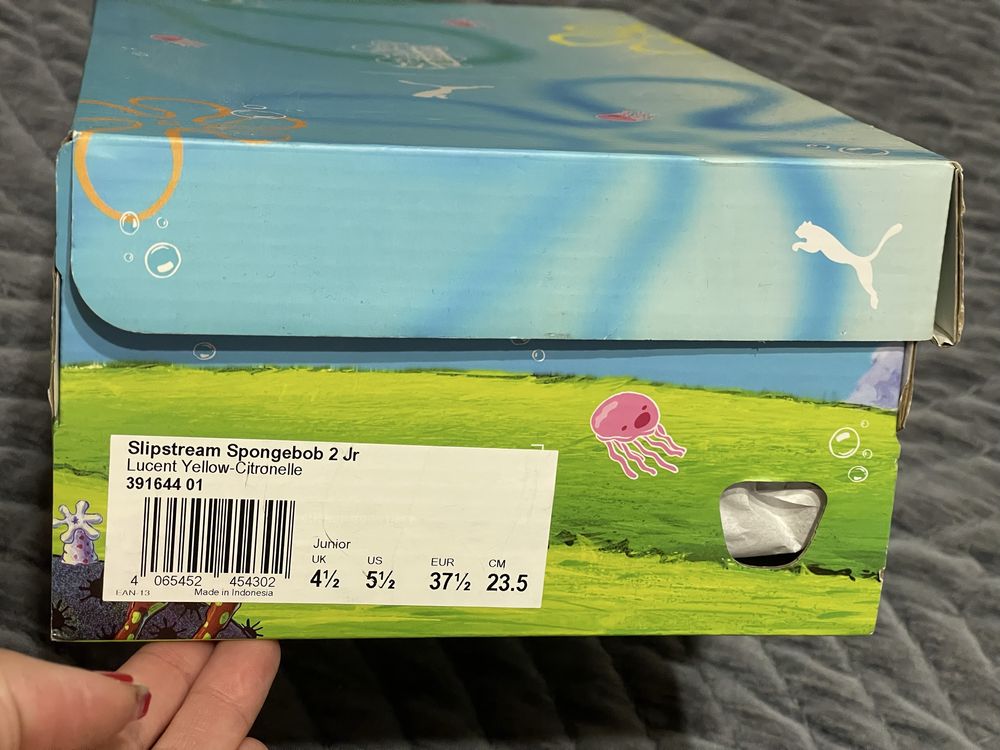 Slipstream Spongebob 2 Jr
Lucent Yellow-Citronelle
391644 01
4 065452 454302
EAN-13 Made in Indonesia
Junior
UK US EUR CM
4½ 5½ 37½ 23.5